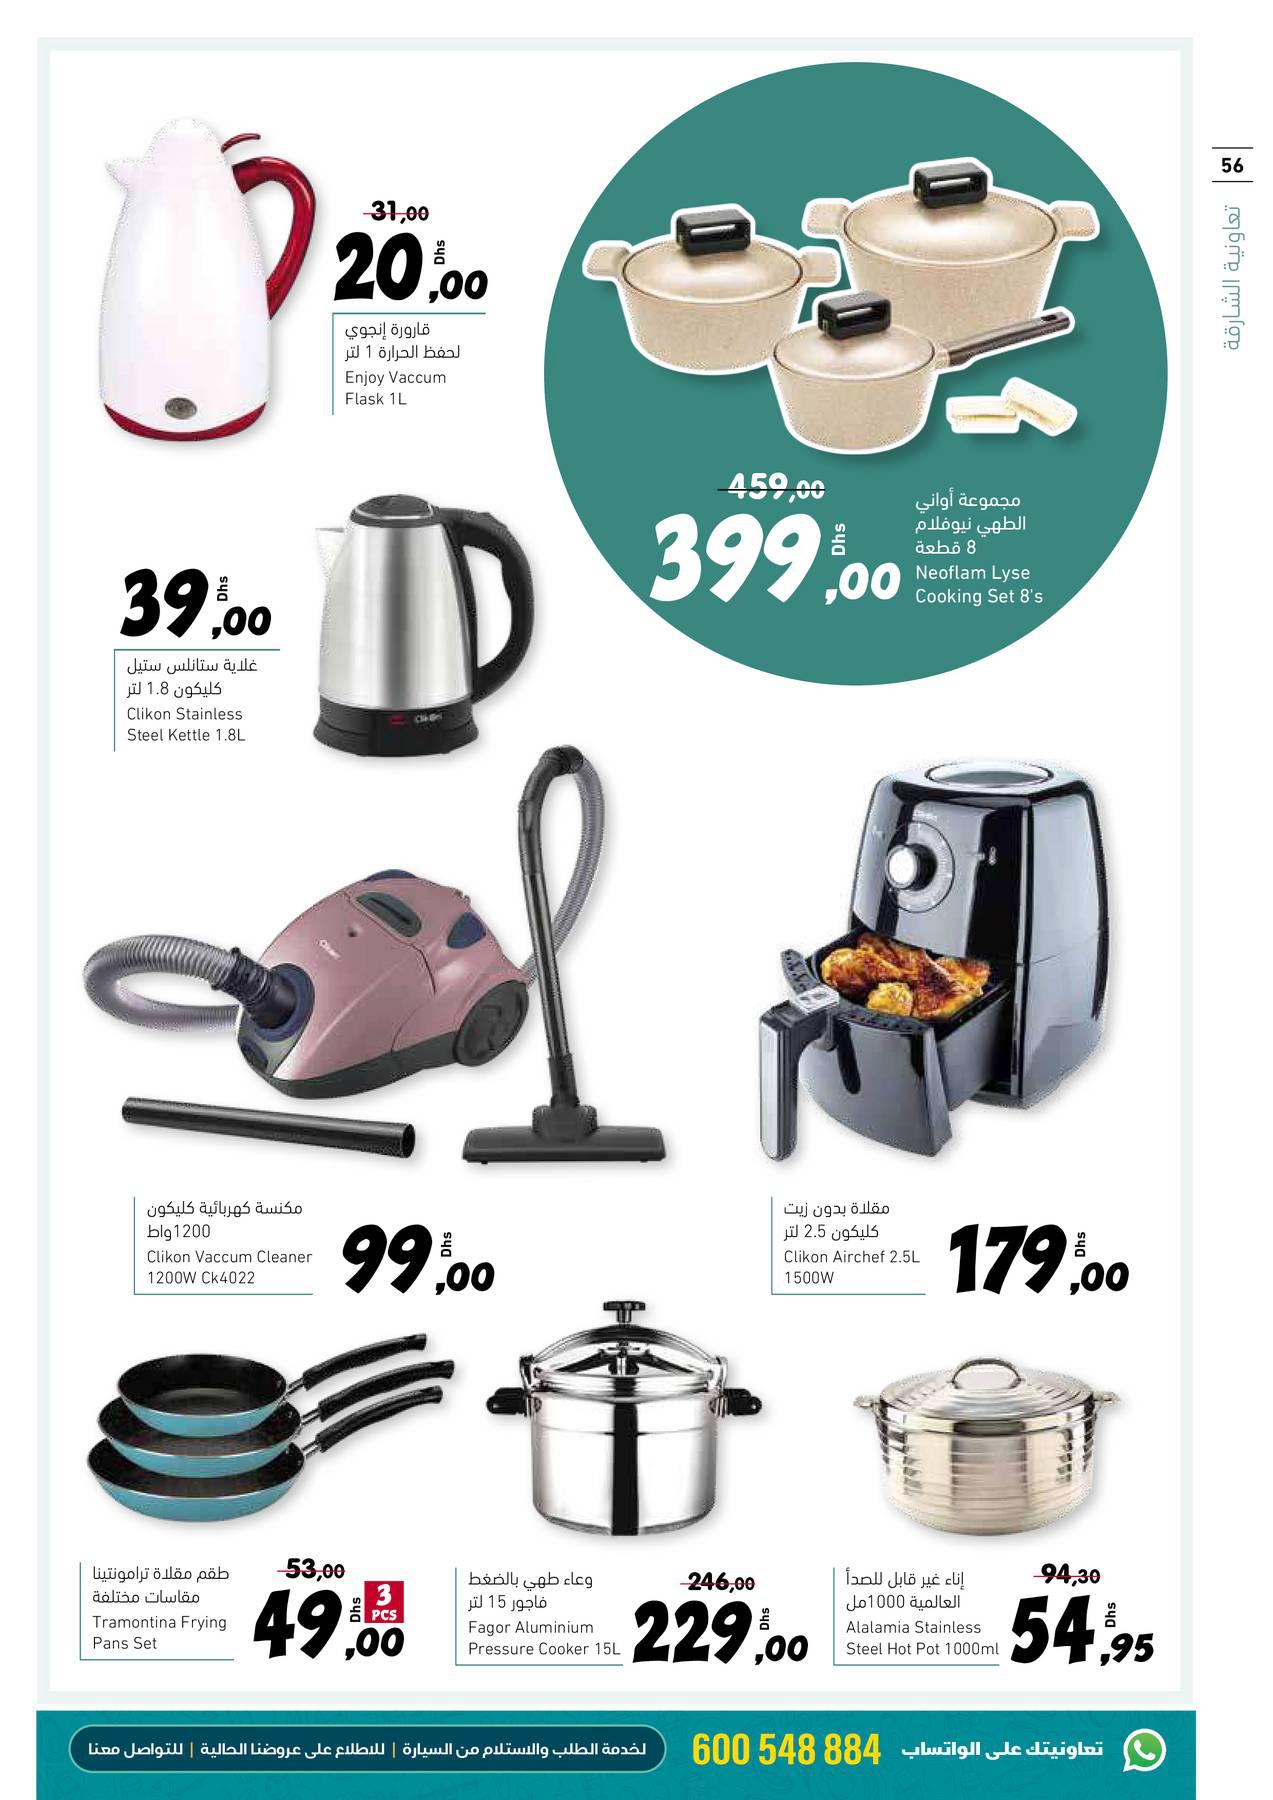 56
تعاونية الشارقة
31,00
20,00 Dhs
قارورة إنجوي
لحفظ الحرارة 1 لتر
Enjoy Vaccum
Flask 1L
459,00
399,00 Dhs
مجموعة أواني
الطهي نيوفلام
8 قطعة
Neoflam Lyse
Cooking Set 8's
39,00 Dhs
غلاية ستانلس ستيل
كليكون 1.8 لتر
Clikon Stainless
Steel Kettle 1.8L
Clikon
Clikon
Clikon
مكنسة كهربائية كليكون
1200واط
Clikon Vaccum Cleaner
1200W Ck4022
99,00 Dhs
مقلاة بدون زيت
كليكون 2.5 لتر
Clikon Airchef 2.5L
1500W
179,00 Dhs
طقم مقلاة ترامونتينا
مقاسات مختلفة
Tramontina Frying
Pans Set
53,00
49,00 Dhs
3
PCS
وعاء طهي بالضغط
فاجور 15 لتر
Fagor Aluminium
Pressure Cooker 15L
246,00
229,00 Dhs
إناء غير قابل للصدأ
العالمية 1000مل
Alalamia Stainless
Steel Hot Pot 1000ml
94,30
54,95 Dhs
تعاونيتك على الواتساب 600 548 884 لخدمة الطلب والاستلام من السيارة | للاطلاع على عروضنا الحالية | للتواصل معنا